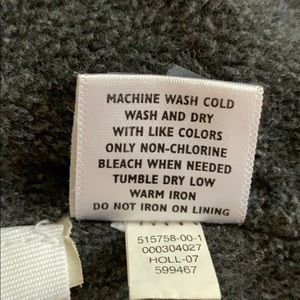 MACHINE WASH COLD
WASH AND DRY
WITH LIKE COLORS
ONLY NON-CHLORINE
BLEACH WHEN NEEDED
TUMBLE DRY LOW
WARM IRON
DO NOT IRON ON LINING
515758-00-1
000304027
HOLL-07
599467